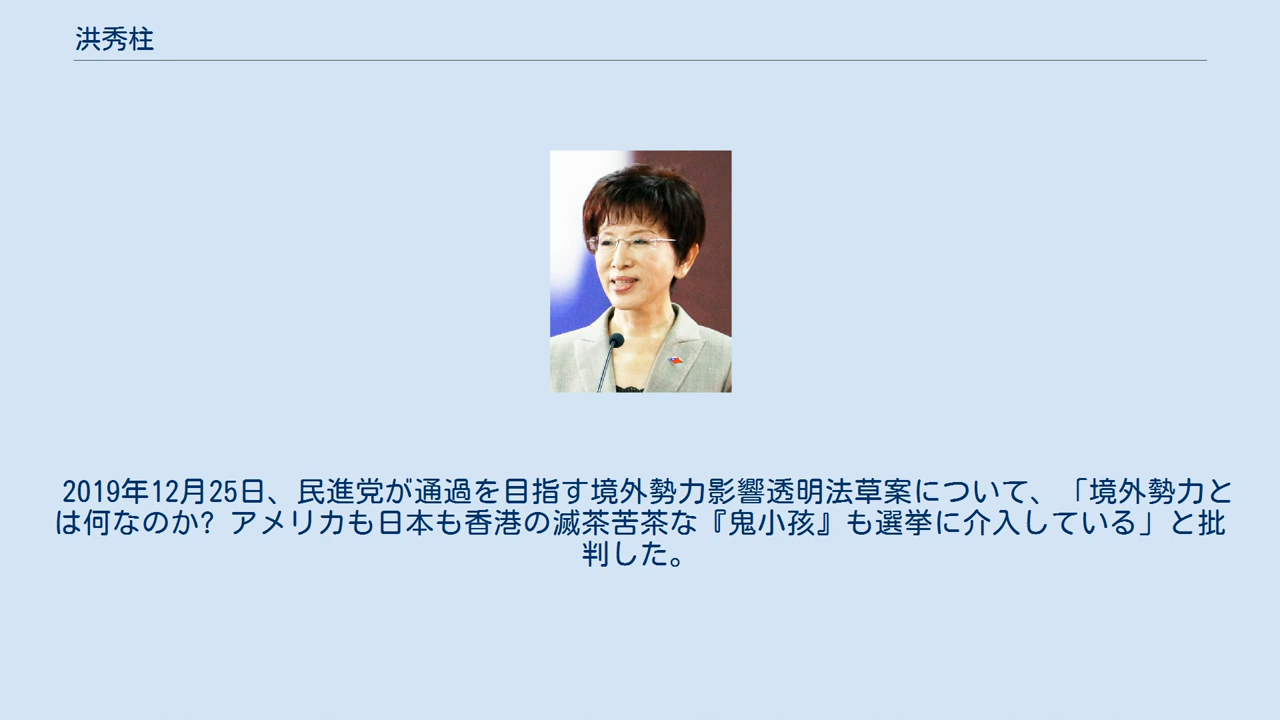 洪秀柱
2019年12月25日、民進党が通過を目指す境外勢力影響透明法草案について、「境外勢力と
は何なのか? アメリカも日本も香港の滅茶苦茶な『鬼小孩』も選挙に介入している」と批
判した。